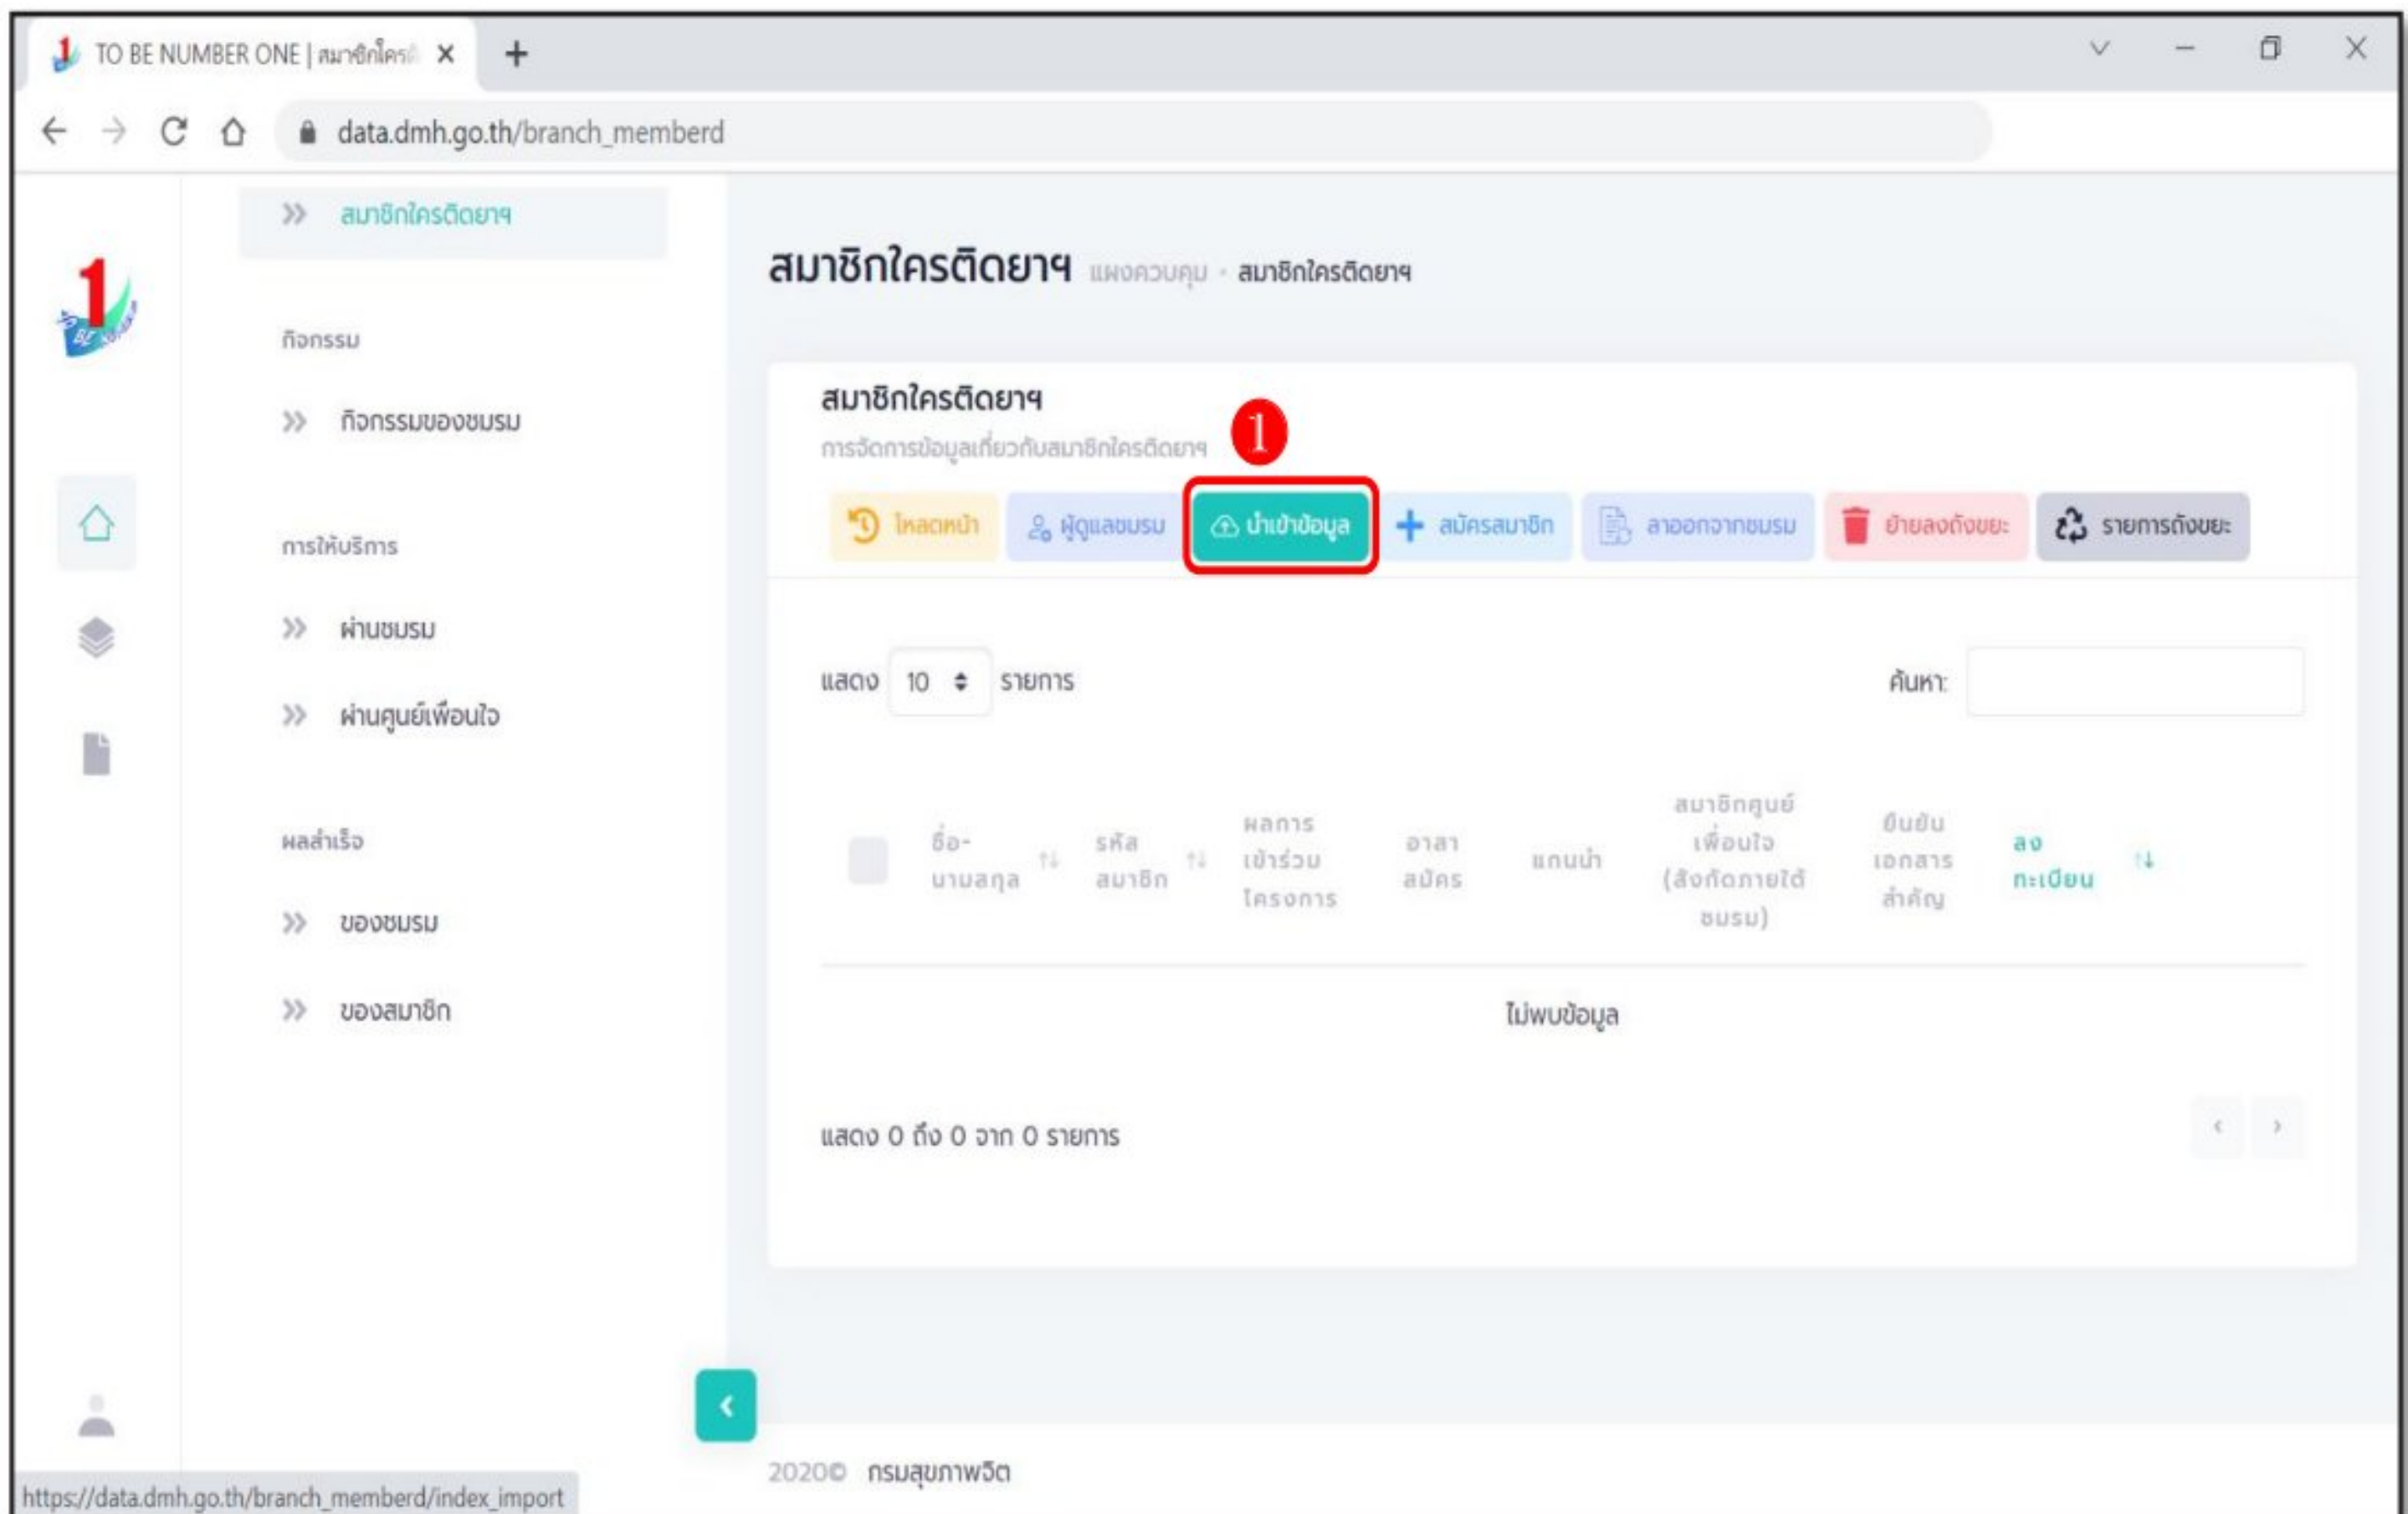 TO BE NUMBER ONE | สมาชิกใคร
data.dmh.go.th/branch_memberd
สมาชิกใครติดยาฯ
กิจกรรม
กิจกรรมของชมรม
การให้บริการ
ผ่านชมรม
ผ่านศูนย์เพื่อนใจ
ผลสำเร็จ
ของชมรม
ของสมาชิก
สมาชิกใครติดยาฯ แผงควบคุม • สมาชิกใครติดยาฯ
สมาชิกใครติดยาฯ
การจัดการข้อมูลเกี่ยวกับสมาชิกใครติดยาฯ
1
โหลดหน้า ผู้ดูแลชมรม นำเข้าข้อมูล สมัครสมาชิก ลาออกจากชมรม ย้ายลงถังขยะ รายการถังขยะ
แสดง 10 รายการ
ค้นหา:
ชื่อ-
นามสกุล
รหัส
สมาชิก
ผลการ
เข้าร่วม
โครงการ
อาสา
สมัคร
แกนนำ
สมาชิกศูนย์
เพื่อนใจ
(สังกัดภายใต้
ชมรม)
ยืนยัน
เอกสาร
สำคัญ
ลง
ทะเบียน
ไม่พบข้อมูล
แสดง 0 ถึง 0 จาก 0 รายการ
2020© กรมสุขภาพจิต
https://data.dmh.go.th/branch_memberd/index_import